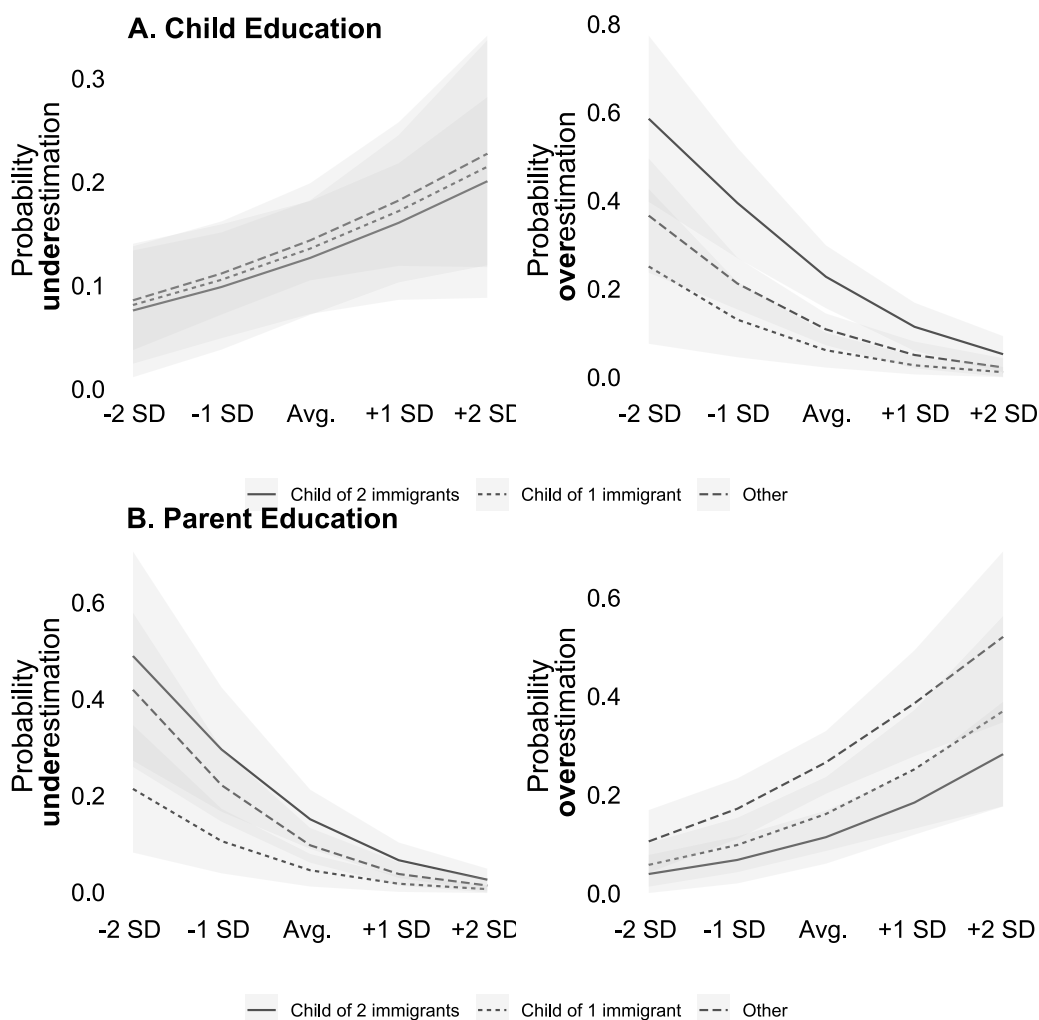 A. Child Education
Probability
underestimation
0.3
0.2
0.1
0.0
-2 SD -1 SD Avg. +1 SD +2 SD
Probability
overestimation
0.8
0.6
0.4
0.2
0.0
-2 SD -1 SD Avg. +1 SD +2 SD
Child of 2 immigrants Child of 1 immigrant Other
B. Parent Education
Probability
underestimation
0.6
0.4
0.2
0.0
-2 SD -1 SD Avg. +1 SD +2 SD
Probability
overestimation
0.6
0.4
0.2
0.0
-2 SD -1 SD Avg. +1 SD +2 SD
Child of 2 immigrants Child of 1 immigrant Other